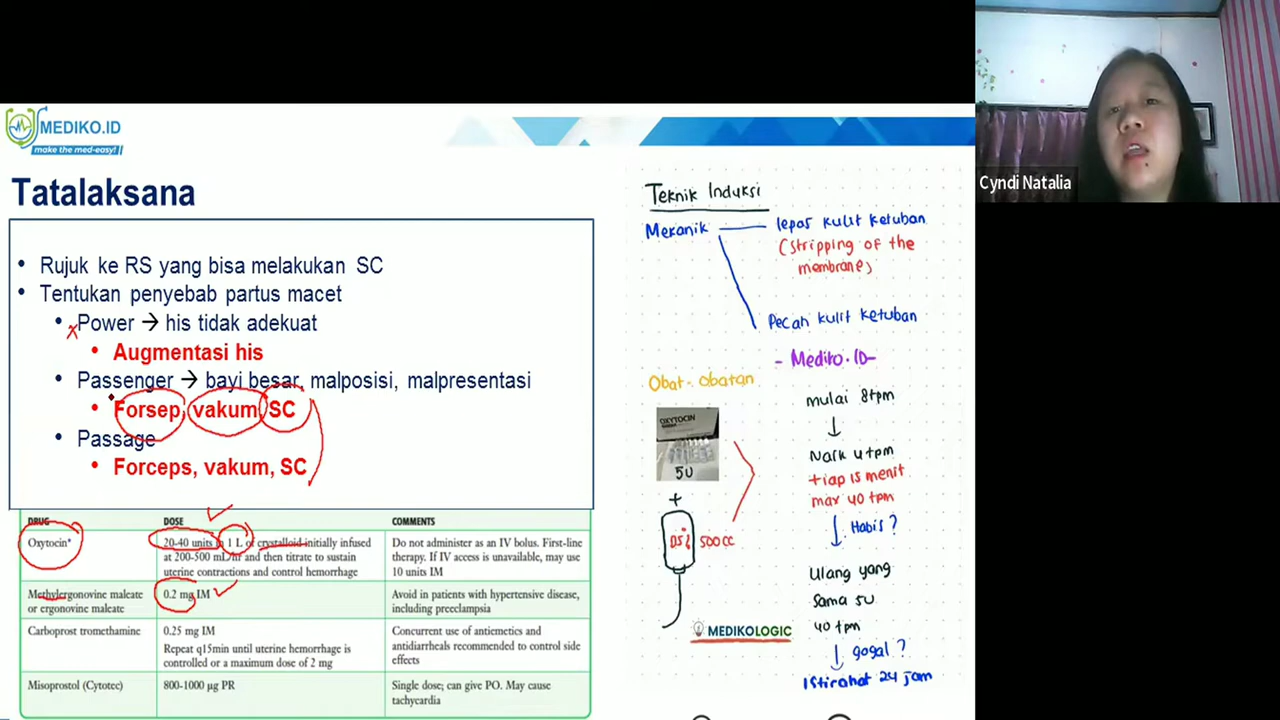 MEDIKO.ID
make the med-easy!
Tatalaksana
• Rujuk ke RS yang bisa melakukan SC
• Tentukan penyebab partus macet
• Power → his tidak adekuat
• Augmentasi his
• Passenger → bayi besar, malposisi, malpresentasi
• Forsep, vakum, SC
• Passage
• Forceps, vakum, SC
DRUG DOSE COMMENTS
Oxytocin* 20-40 units in 1 L of crystalloid initially infused at 200-500 mL/hr and then titrate to sustain uterine contractions and control hemorrhage
Do not administer as an IV bolus. First-line therapy. If IV access is unavailable, may use 10 units IM
Methylergonovine maleate or ergonovine maleate
0.2 mg IM
Avoid in patients with hypertensive disease, including preeclampsia
Carboprost tromethamine
0.25 mg IM
Repeat q15min until uterine hemorrhage is controlled or a maximum dose of 2 mg
Concurrent use of antiemetics and antidiarrheals recommended to control side effects
Misoprostol (Cytotec)
800-1000 µg PR
Single dose; can give PO. May cause tachycardia
Teknik Induksi
Mekanik
lepas kulit ketuban
(stripping of the
membrane)
Pecah kulit ketuban
- Mediko.ID-
Obat-obatan
OXYTOCIN
5U
+
D5% 500cc
mulai 8tpm
↓
Naik 4tpm
tiap 15 menit
max 40 tpm
↓ Habis?
Ulang yang
Sama 5U
40 tpm
↓ gagal?
Istirahat 24 jam
MEDIKOLOGIC
Cyndi Natalia